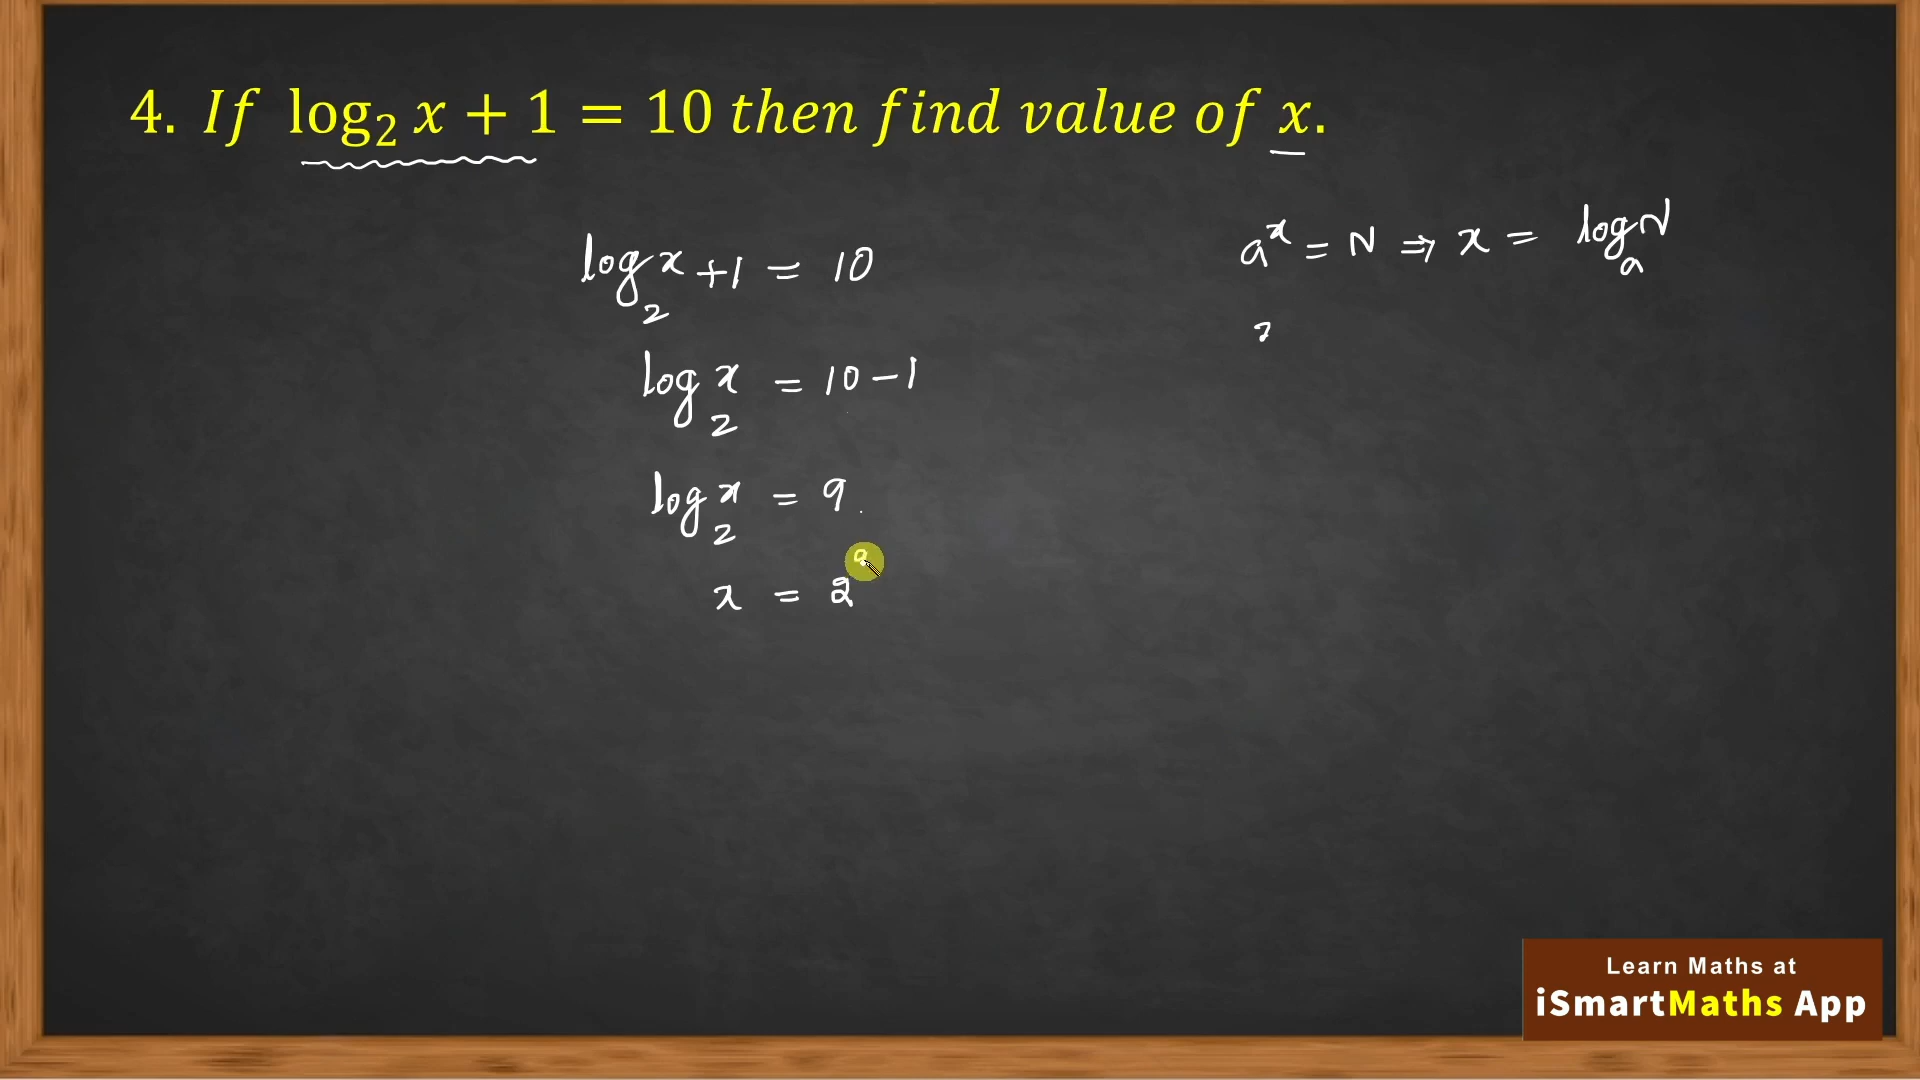 4. If log₂ x + 1 = 10 then find value of x.
log₂ x + 1 = 10
aˣ = N ⇒ x = logₐ N
log₂ x = 10 - 1
log₂ x = 9
x = 2⁹
Learn Maths at
iSmartMaths App